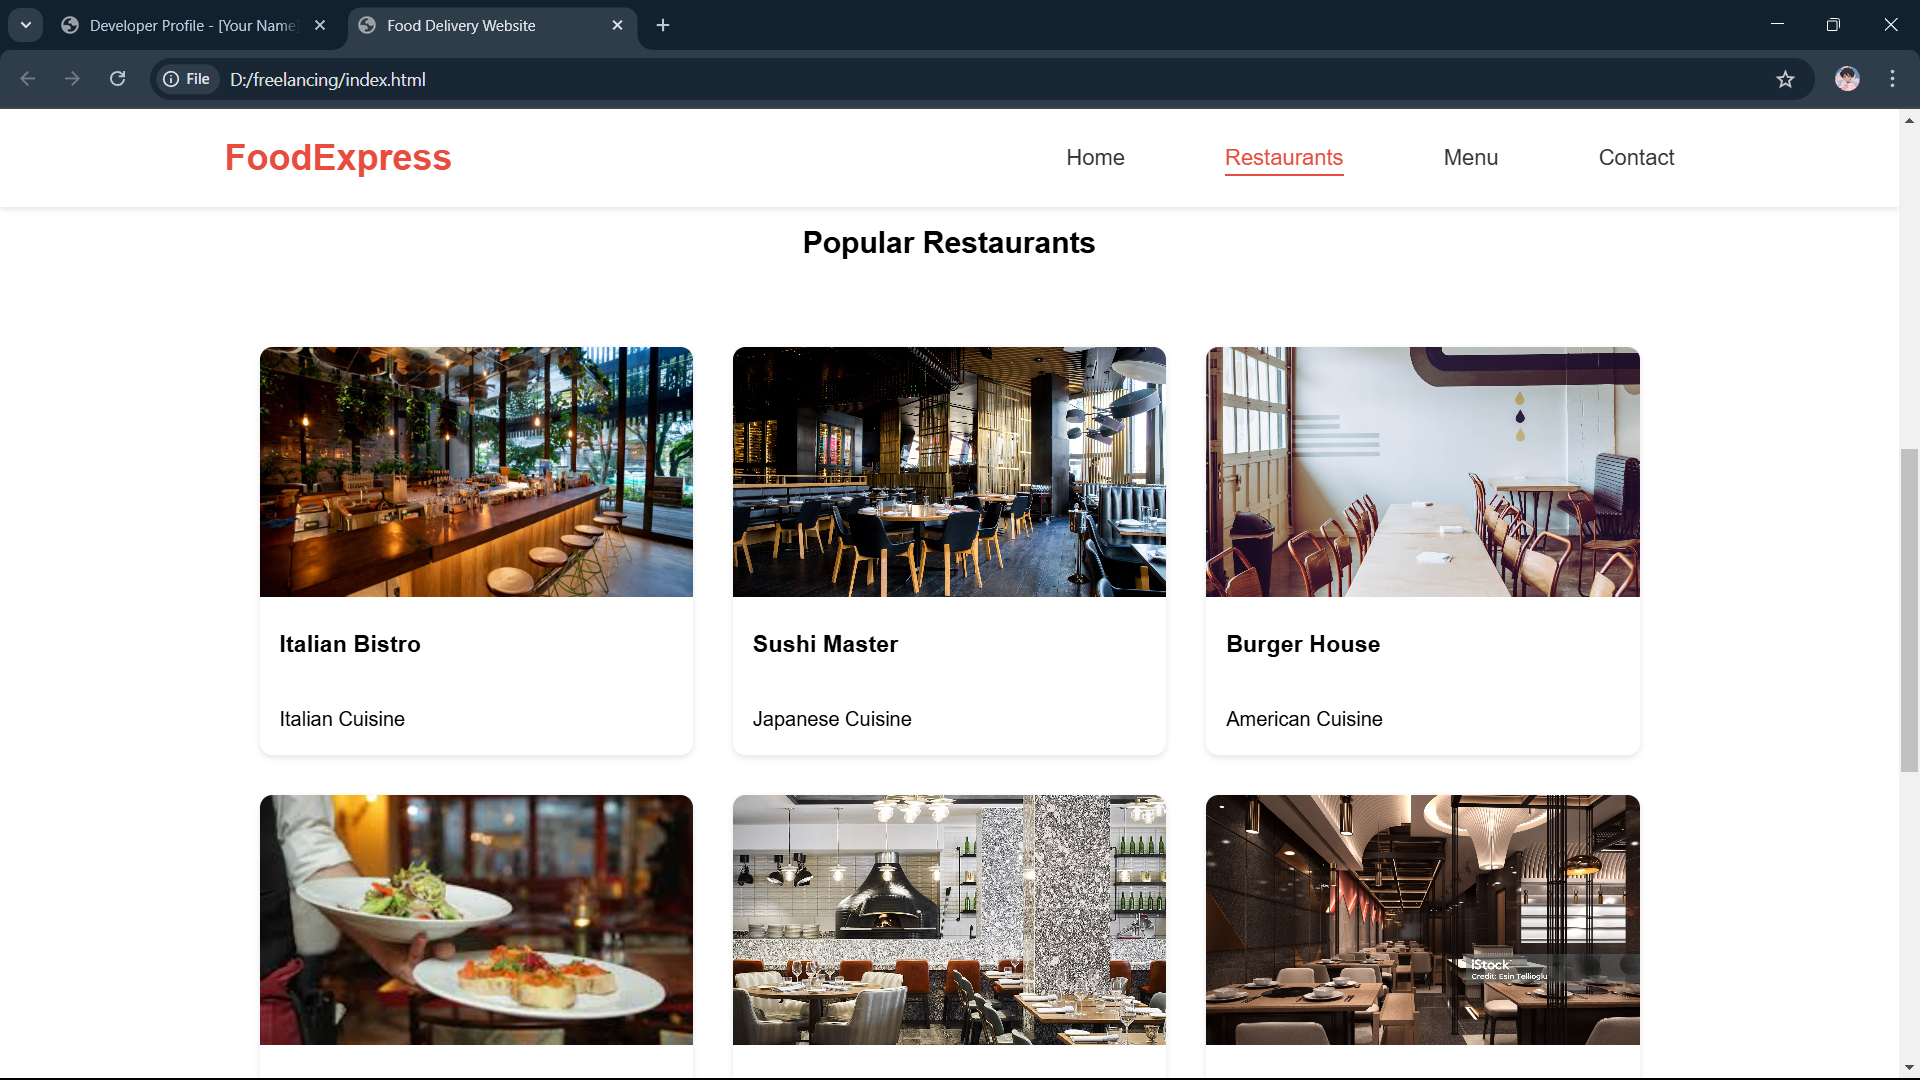 Developer Profile - [Your Name]
Food Delivery Website
File
D:/freelancing/index.html
FoodExpress
Home
Restaurants
Menu
Contact
Popular Restaurants
Italian Bistro
Sushi Master
Burger House
Italian Cuisine
Japanese Cuisine
American Cuisine
iStock
Credit: Esin Tellioglu